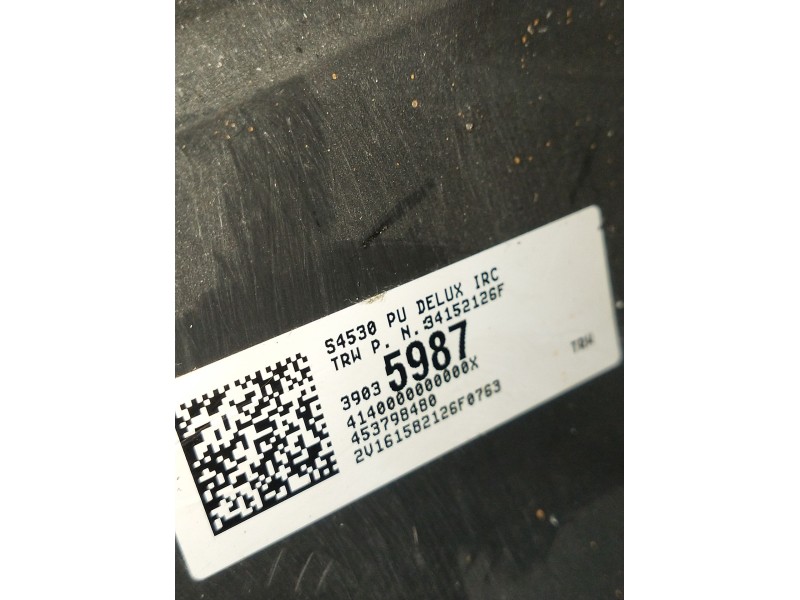 S4530 PU DELUX IRC
TRW P. N. 34152126F
3903 5987
4140000000000X
453798480
2V161582126F0763
TRW